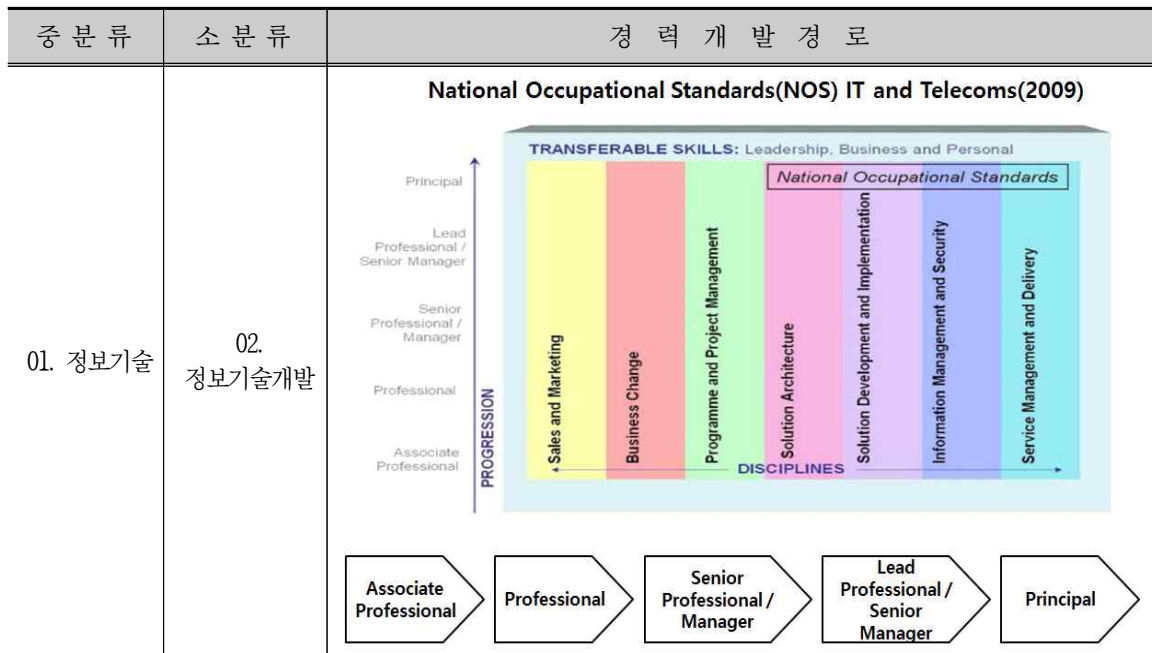 중 분 류
소 분 류
경 력 개 발 경 로
01. 정보기술
02.
정보기술개발
National Occupational Standards(NOS) IT and Telecoms(2009)
TRANSFERABLE SKILLS: Leadership, Business and Personal
National Occupational Standards
Principal
Lead
Professional /
Senior Manager
Senior
Professional /
Manager
Professional
Associate
Professional
PROGRESSION
Sales and Marketing
Business Change
Programme and Project Management
Solution Architecture
Solution Development and Implementation
Information Management and Security
Service Management and Delivery
DISCIPLINES
Associate
Professional
Professional
Senior
Professional /
Manager
Lead
Professional /
Senior
Manager
Principal